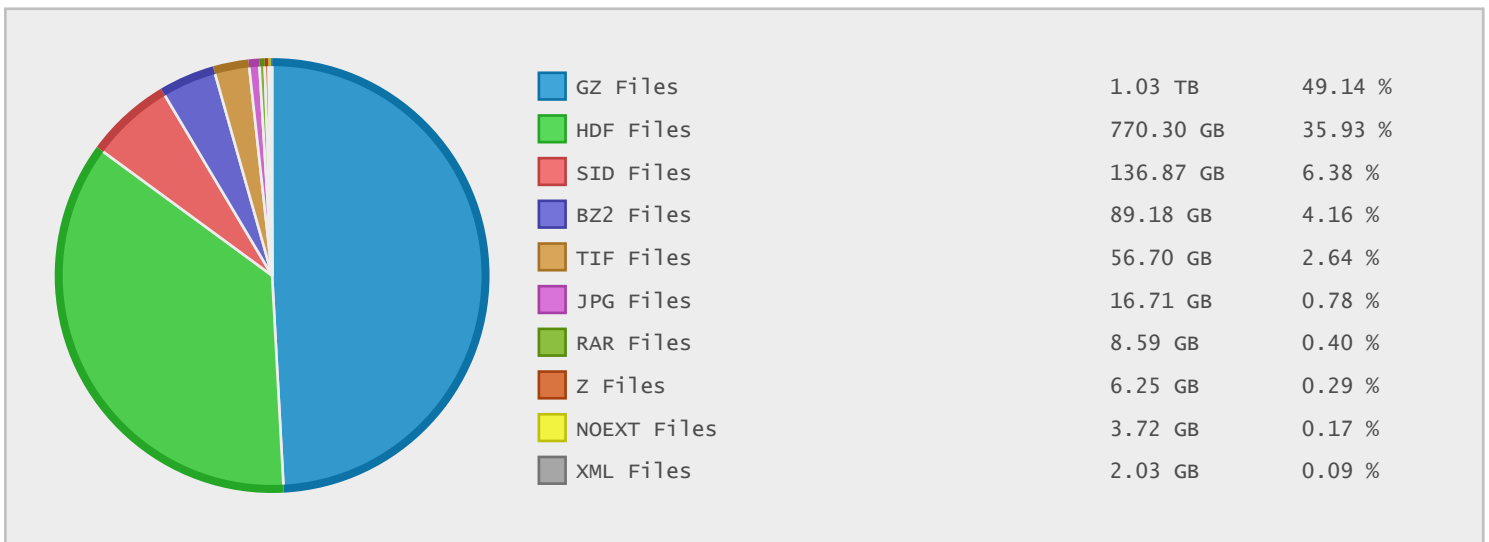 GZ Files 1.03 TB 49.14 %
HDF Files 770.30 GB 35.93 %
SID Files 136.87 GB 6.38 %
BZ2 Files 89.18 GB 4.16 %
TIF Files 56.70 GB 2.64 %
JPG Files 16.71 GB 0.78 %
RAR Files 8.59 GB 0.40 %
Z Files 6.25 GB 0.29 %
NOEXT Files 3.72 GB 0.17 %
XML Files 2.03 GB 0.09 %